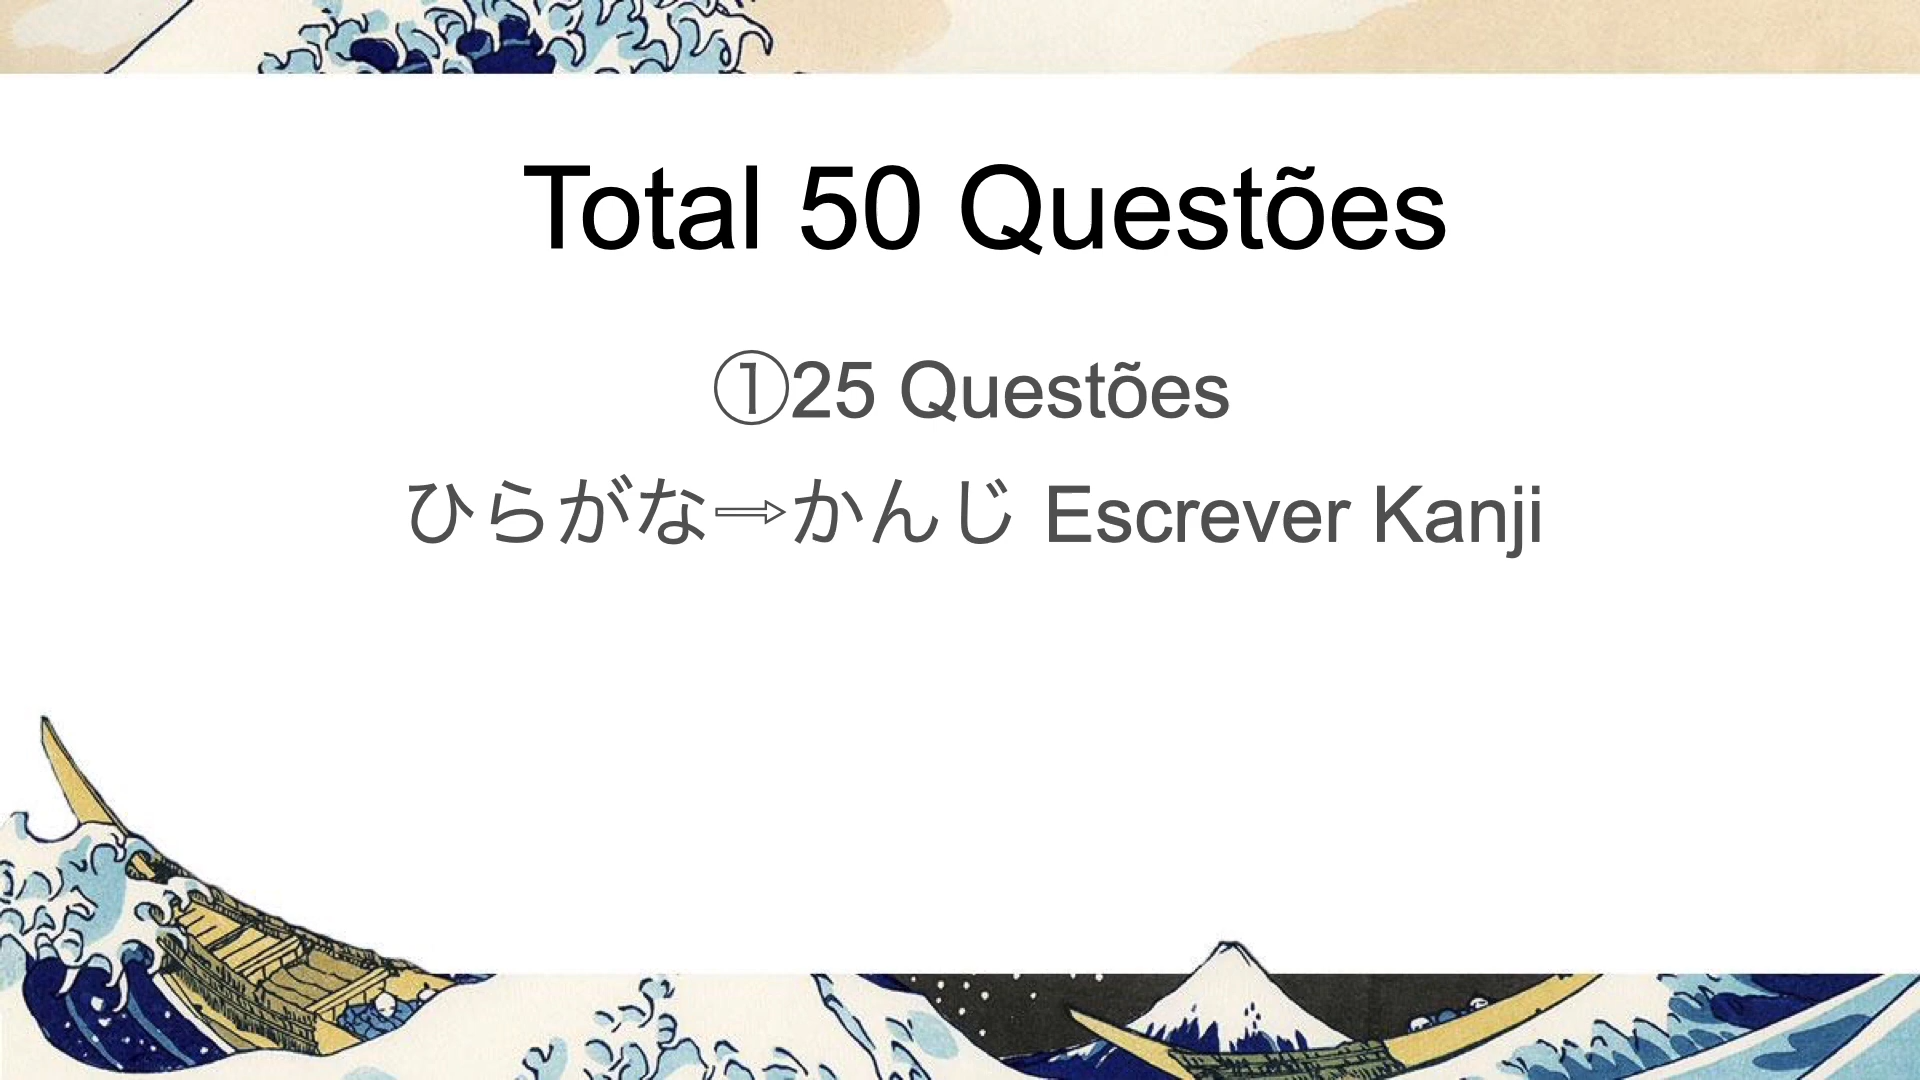 Total 50 Questões
①25 Questões
ひらがな⇒かんじ Escrever Kanji